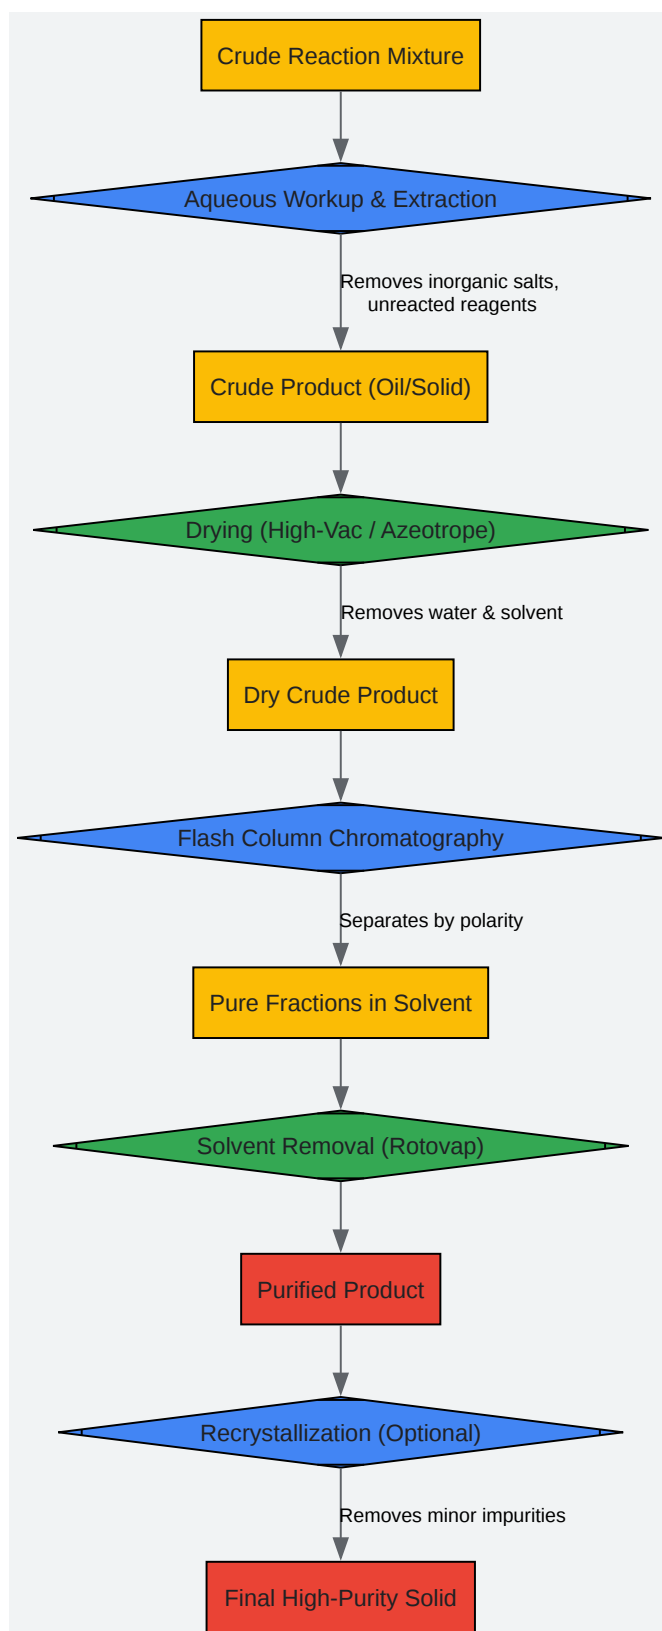 Crude Reaction Mixture
Aqueous Workup & Extraction
Removes inorganic salts,
unreacted reagents
Crude Product (Oil/Solid)
Drying (High-Vac / Azeotrope)
Removes water & solvent
Dry Crude Product
Flash Column Chromatography
Separates by polarity
Pure Fractions in Solvent
Solvent Removal (Rotovap)
Purified Product
Recrystallization (Optional)
Removes minor impurities
Final High-Purity Solid